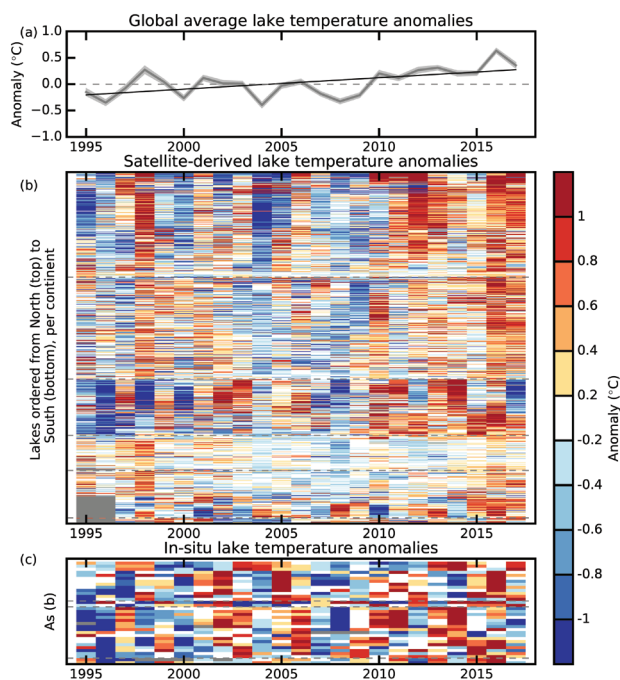 Global average lake temperature anomalies
(a)
Anomaly (°C)
1.0
0.5
0.0
−0.5
−1.0
1995 2000 2005 2010 2015
Satellite-derived lake temperature anomalies
(b)
Lakes ordered from North (top) to
South (bottom), per continent
1995 2000 2005 2010 2015
In-situ lake temperature anomalies
(c)
As (b)
1995 2000 2005 2010 2015
1
0.8
0.6
0.4
0.2
-0.2
-0.4
-0.6
-0.8
-1
Anomaly (°C)